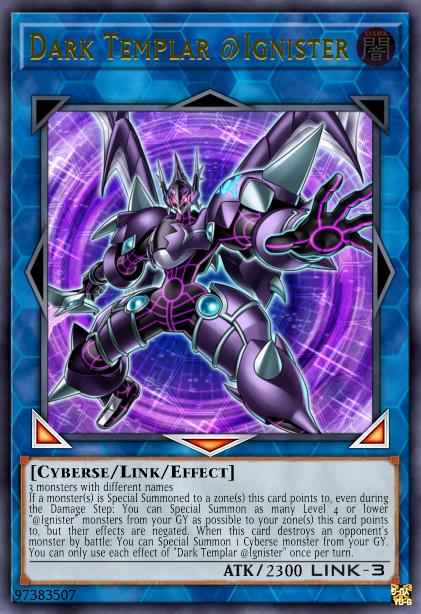 DARK TEMPLAR @IGNISTER
DARK
闇
[CYBERSE/LINK/EFFECT]
3 monsters with different names
If a monster(s) is Special Summoned to a zone(s) this card points to, even during
the Damage Step: You can Special Summon as many Level 4 or lower
"@Ignister" monsters from your GY as possible to your zone(s) this card points
to, but their effects are negated. When this card destroys an opponent's
monster by battle: You can Special Summon 1 Cyberse monster from your GY.
You can only use each effect of "Dark Templar @Ignister" once per turn.
ATK/2300 LINK-3
97383507